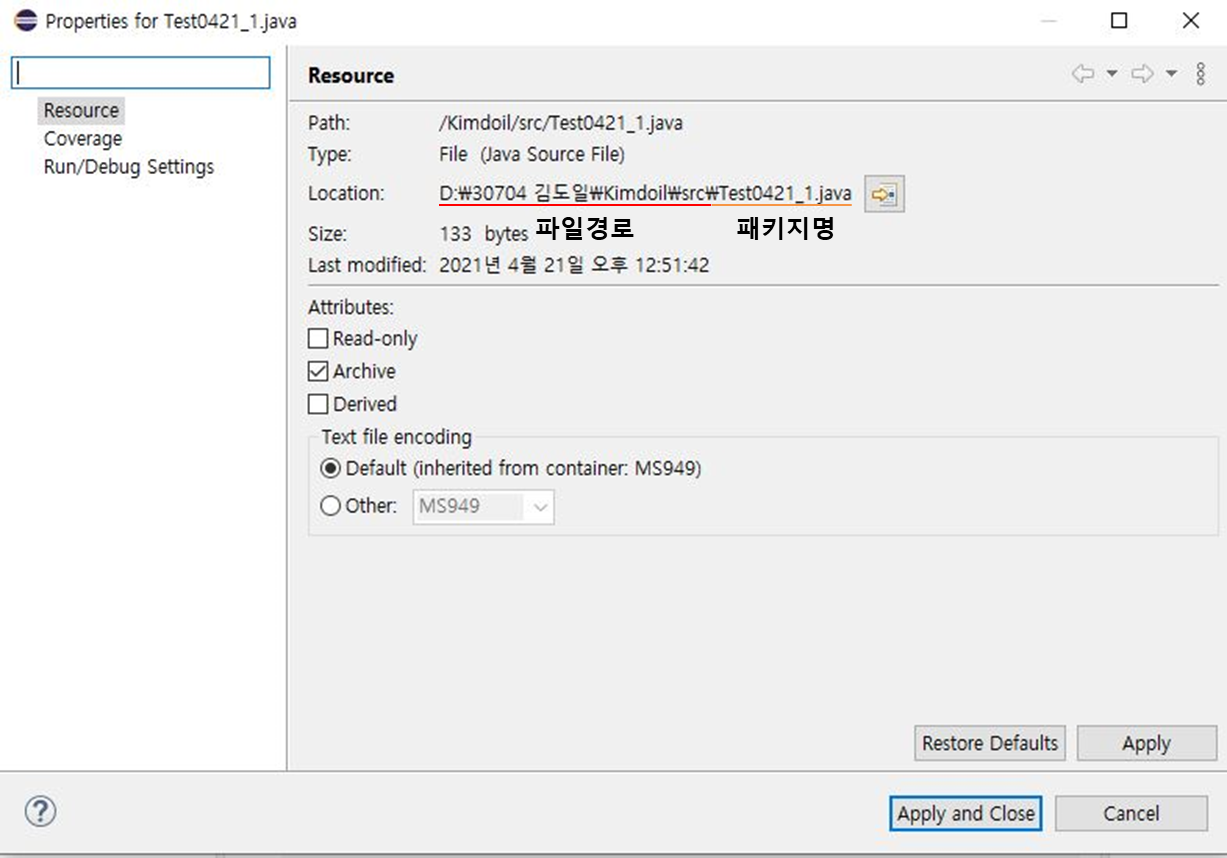 Properties for Test0421_1.java
Resource
Coverage
Run/Debug Settings
Resource
Path: /Kimdoil/src/Test0421_1.java
Type: File (Java Source File)
Location: D:₩30704 김도일₩Kimdoil₩src₩Test0421_1.java
파일경로 패키지명
Size: 133 bytes
Last modified: 2021년 4월 21일 오후 12:51:42
Attributes:
Read-only
Archive
Derived
Text file encoding
Default (inherited from container: MS949)
Other: MS949
Restore Defaults Apply
? Apply and Close Cancel